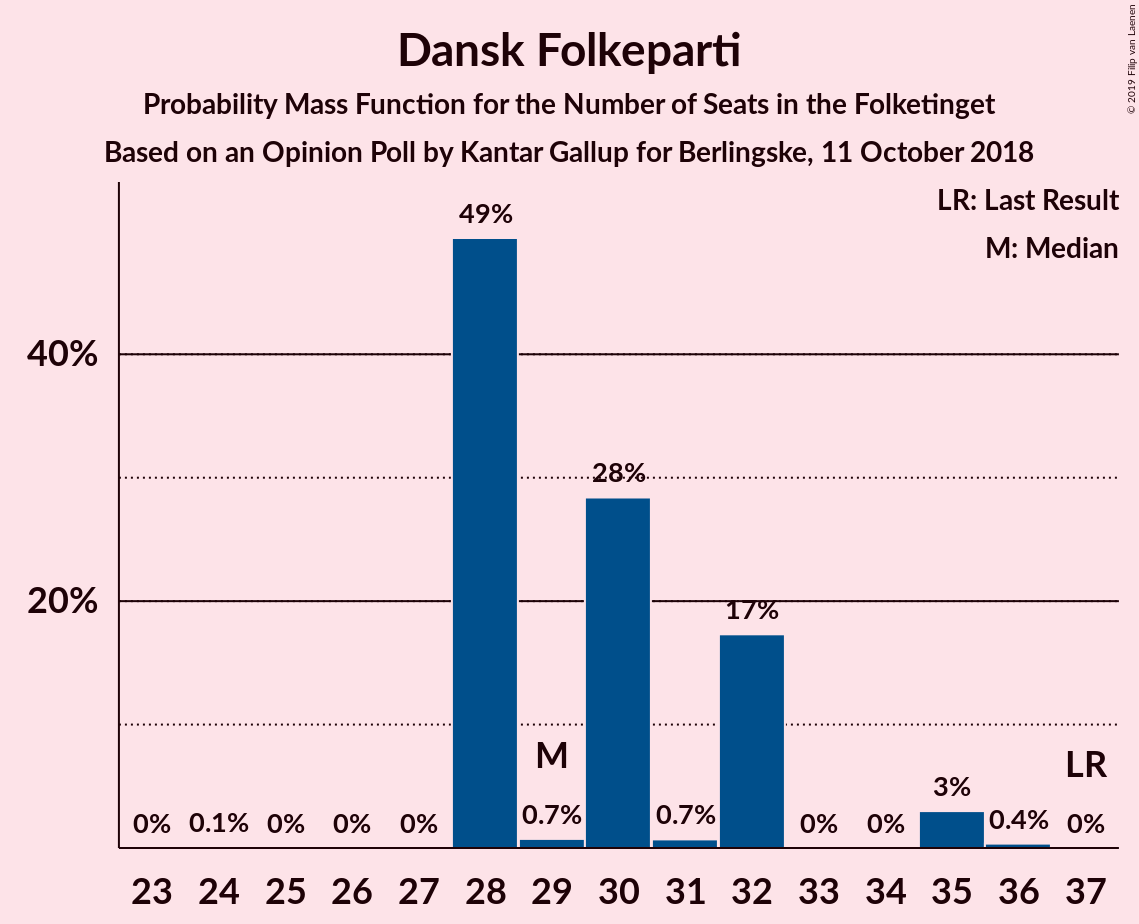 Dansk Folkeparti
Probability Mass Function for the Number of Seats in the Folketinget
Based on an Opinion Poll by Kantar Gallup for Berlingske, 11 October 2018
© 2019 Filip van Laenen
LR: Last Result
M: Median
49%
40%
28%
20%
17%
M
LR
0% 0.1% 0% 0% 0% 0.7% 0.7% 0% 0% 3% 0.4% 0%
23 24 25 26 27 28 29 30 31 32 33 34 35 36 37